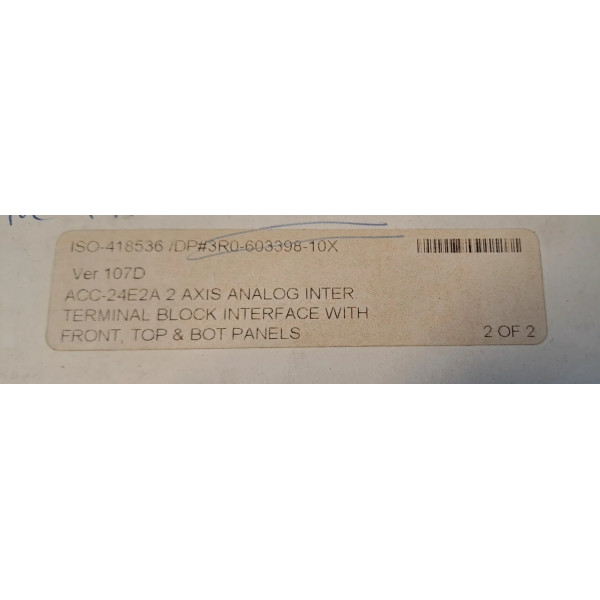 ISO-418536 /DP#3R0-603398-10X
Ver 107D
ACC-24E2A 2 AXIS ANALOG INTER
TERMINAL BLOCK INTERFACE WITH
FRONT, TOP & BOT PANELS
2 OF 2